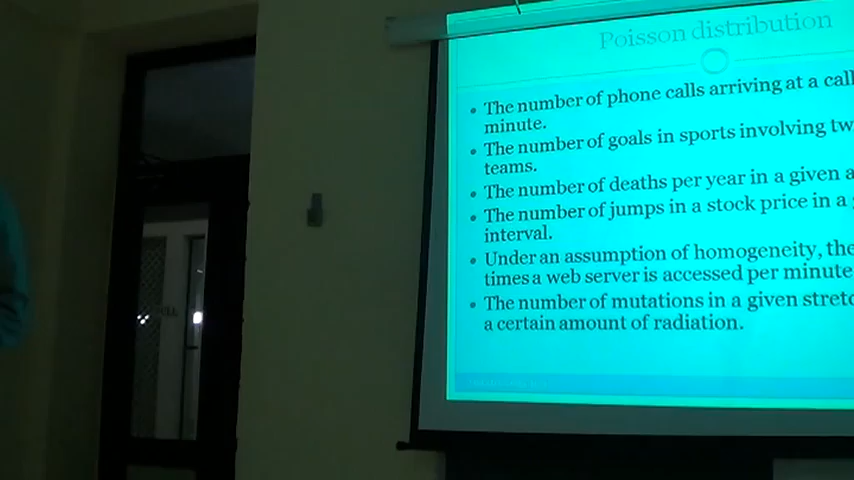 Poisson distribution
• The number of phone calls arriving at a call
minute.
• The number of goals in sports involving tw
teams.
• The number of deaths per year in a given a
• The number of jumps in a stock price in a
interval.
• Under an assumption of homogeneity, the
times a web server is accessed per minute
• The number of mutations in a given stretc
a certain amount of radiation.